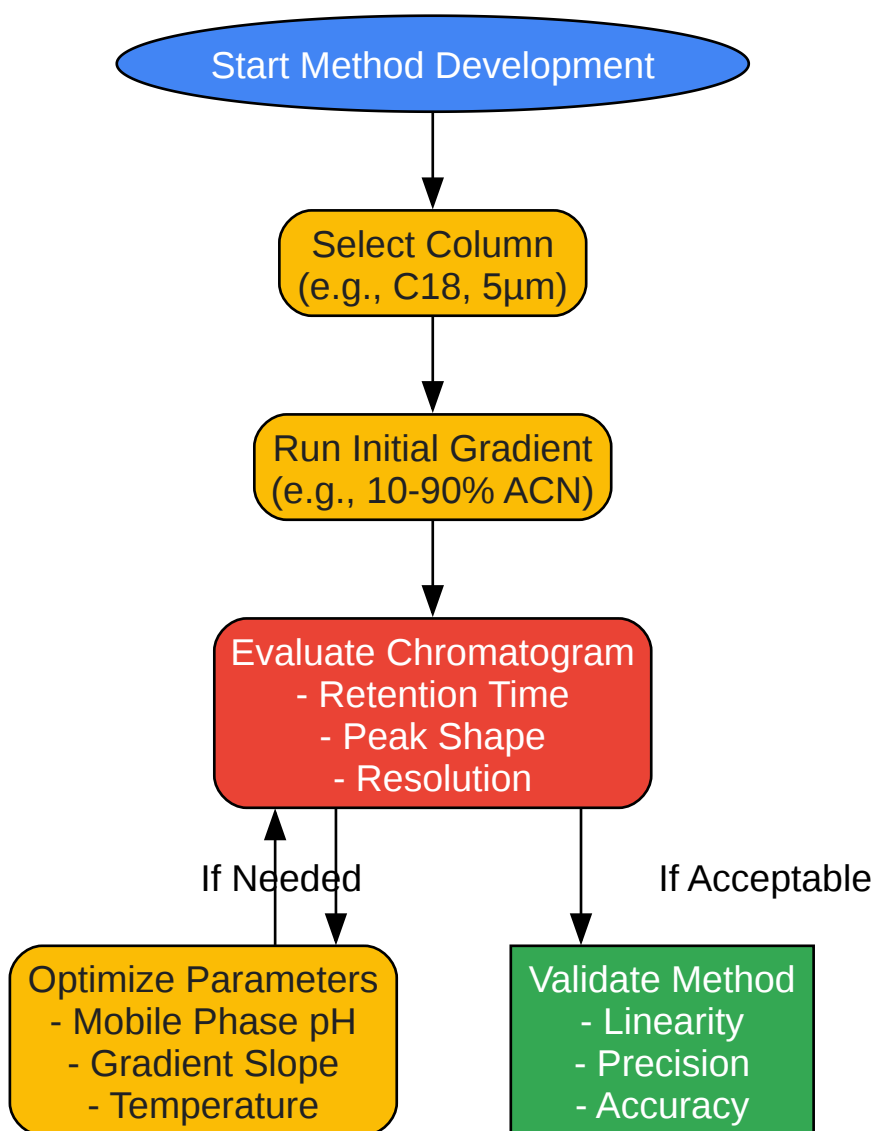 Start Method Development
Select Column
(e.g., C18, 5µm)
Run Initial Gradient
(e.g., 10-90% ACN)
Evaluate Chromatogram
- Retention Time
- Peak Shape
- Resolution
If Needed
If Acceptable
Optimize Parameters
- Mobile Phase pH
- Gradient Slope
- Temperature
Validate Method
- Linearity
- Precision
- Accuracy